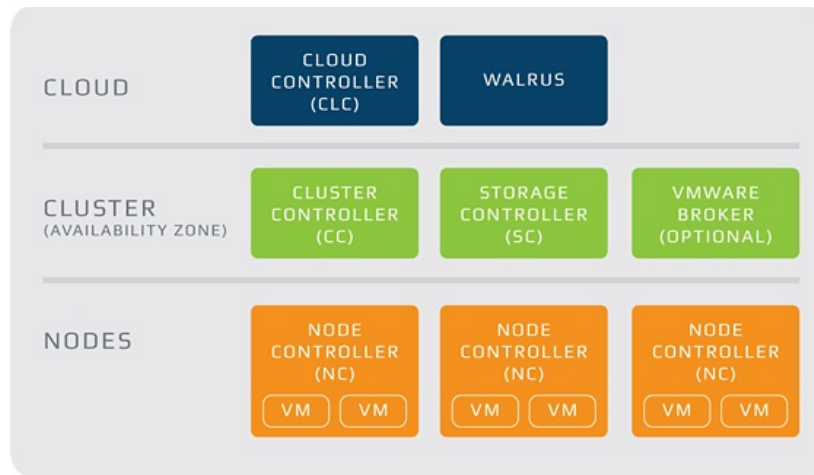 CLOUD
CLOUD
CONTROLLER
(CLC)
WALRUS
CLUSTER
(AVAILABILITY ZONE)
CLUSTER
CONTROLLER
(CC)
STORAGE
CONTROLLER
(SC)
VMWARE
BROKER
(OPTIONAL)
NODES
NODE
CONTROLLER
(NC)
VM
VM
NODE
CONTROLLER
(NC)
VM
VM
NODE
CONTROLLER
(NC)
VM
VM